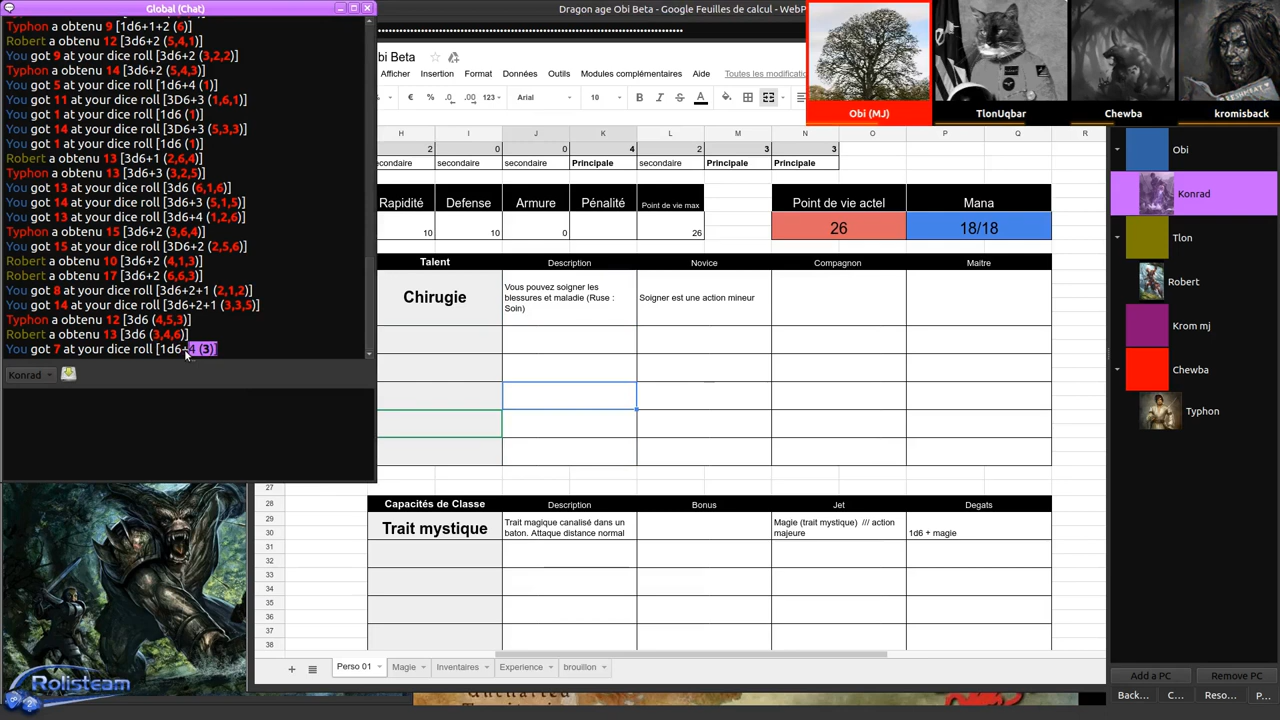 Global (Chat)
Typhon a obtenu 9 [1d6+1+2 (6)]
Robert a obtenu 12 [3d6+2 (5,4,1)]
You got 9 at your dice roll [3d6+2 (3,2,2)]
Typhon a obtenu 14 [3d6+2 (5,4,3)]
You got 5 at your dice roll [1d6+4 (1)]
You got 11 at your dice roll [3D6+3 (1,6,1)]
You got 1 at your dice roll [1d6 (1)]
You got 14 at your dice roll [3D6+3 (5,3,3)]
You got 1 at your dice roll [1d6 (1)]
Robert a obtenu 13 [3d6+1 (2,6,4)]
Typhon a obtenu 13 [3d6+3 (3,2,5)]
You got 13 at your dice roll [3d6 (6,1,6)]
You got 14 at your dice roll [3d6+3 (5,1,5)]
You got 13 at your dice roll [3d6+4 (1,2,6)]
Typhon a obtenu 15 [3d6+2 (3,6,4)]
You got 15 at your dice roll [3D6+2 (2,5,6)]
Robert a obtenu 10 [3d6+2 (4,1,3)]
Robert a obtenu 17 [3d6+2 (6,6,3)]
You got 8 at your dice roll [3d6+2+1 (2,1,2)]
You got 14 at your dice roll [3d6+2+1 (3,3,5)]
Typhon a obtenu 12 [3d6 (4,5,3)]
Robert a obtenu 13 [3d6 (3,4,6)]
You got 7 at your dice roll [1d6+4 (3)]
Konrad
Rolisteam
Dragon age Obi Beta - Google Feuilles de calcul - WebP
bi Beta
Afficher Insertion Format Données Outils Modules complémentaires Aide Toutes les modificatio
€ % .0 .00 123 Arial 10 B I S A
H I J K L M N O P Q R
2 0 0 4 2 3 3
secondaire secondaire secondaire Principale secondaire Principale Principale
Rapidité Defense Armure Pénalité Point de vie max Point de vie actel Mana
10 10 0 26 26 18/18
Talent Description Novice Compagnon Maitre
Chirugie
Vous pouvez soigner les
blessures et maladie (Ruse :
Soin)
Soigner est une action mineur
27
28 Capacités de Classe Description Bonus Jet Degats
29
30
Trait mystique
Trait magique canalisé dans un
baton. Attaque distance normal
Magie (trait mystique) /// action
majeure
1d6 + magie
31
32
33
34
35
36
37
38
Perso 01 Magie Inventaires Experience brouillon
Obi (MJ) TlonUqbar Chewba kromisback
Obi
Konrad
Tlon
Robert
Krom mj
Chewba
Typhon
Add a PC Remove PC
Back... C... Reso... P...